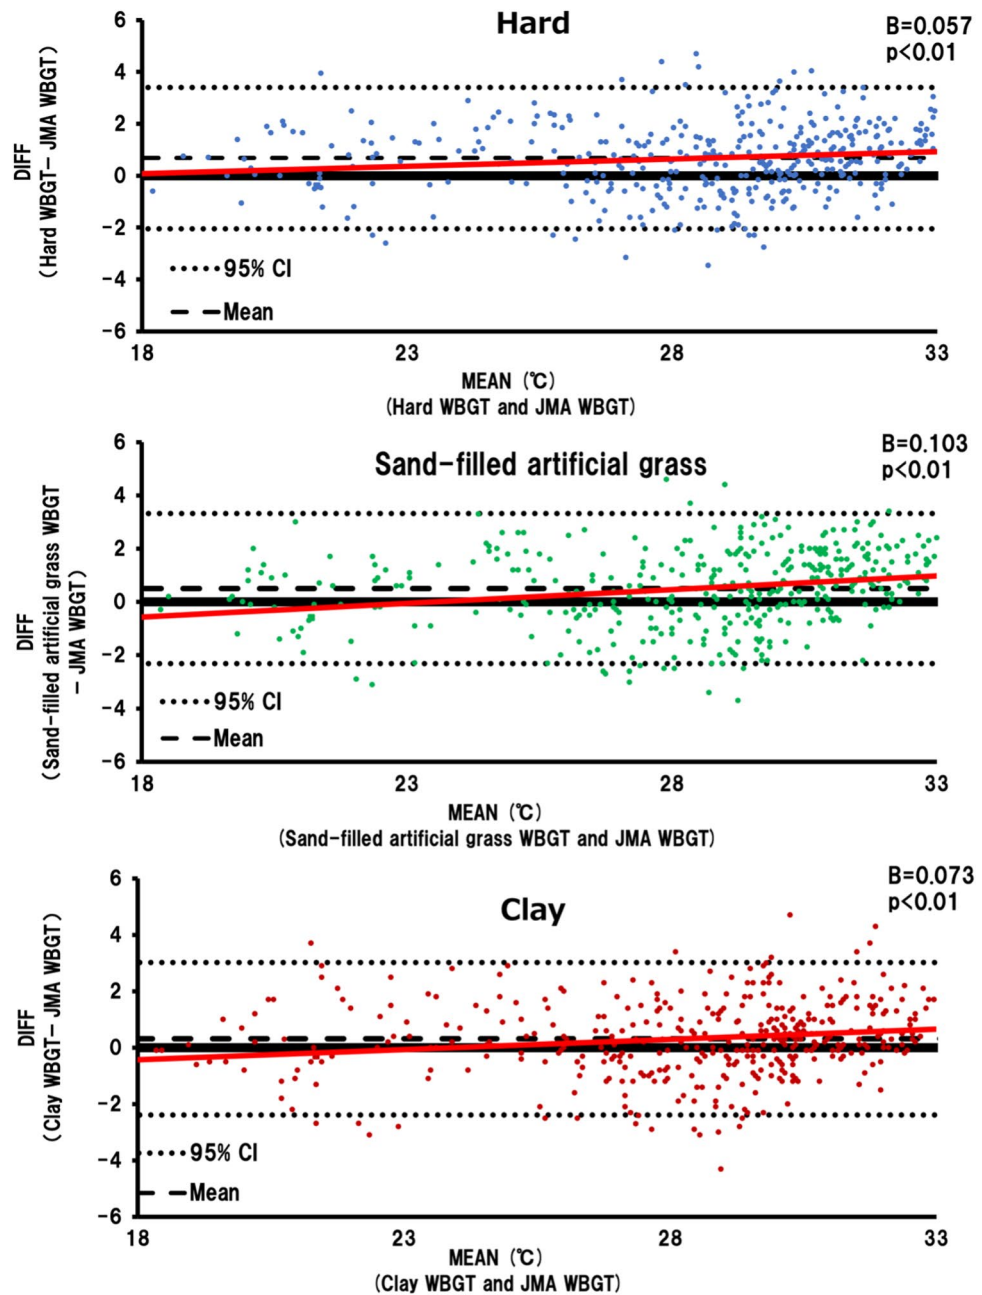 Hard
B=0.057
p<0.01
6
4
2
0
-2
-4
-6
DIFF
(Hard WBGT- JMA WBGT)
95% CI
Mean
18
23
28
33
MEAN (℃)
(Hard WBGT and JMA WBGT)
Sand-filled artificial grass
B=0.103
p<0.01
6
4
2
0
-2
-4
-6
DIFF
(Sand-filled artificial grass WBGT
- JMA WBGT)
95% CI
Mean
18
23
28
33
MEAN (℃)
(Sand-filled artificial grass WBGT and JMA WBGT)
Clay
B=0.073
p<0.01
6
4
2
0
-2
-4
-6
DIFF
(Clay WBGT- JMA WBGT)
95% CI
Mean
18
23
28
33
MEAN (℃)
(Clay WBGT and JMA WBGT)